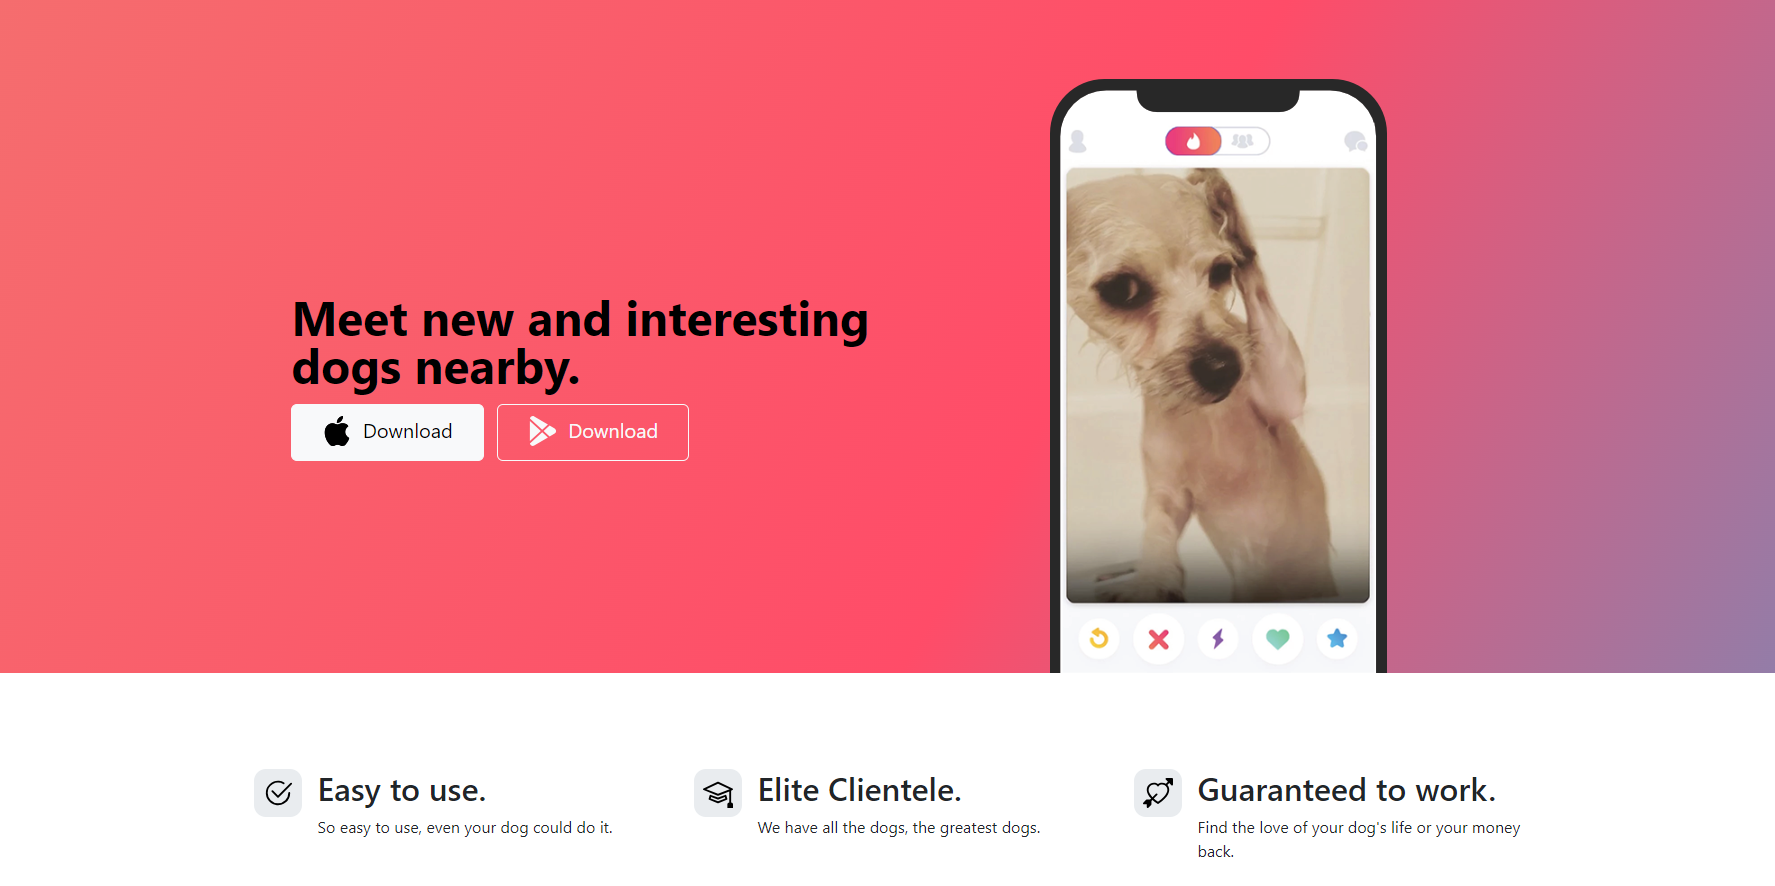 Meet new and interesting
dogs nearby.
Download
Download
Easy to use.
So easy to use, even your dog could do it.
Elite Clientele.
We have all the dogs, the greatest dogs.
Guaranteed to work.
Find the love of your dog's life or your money
back.